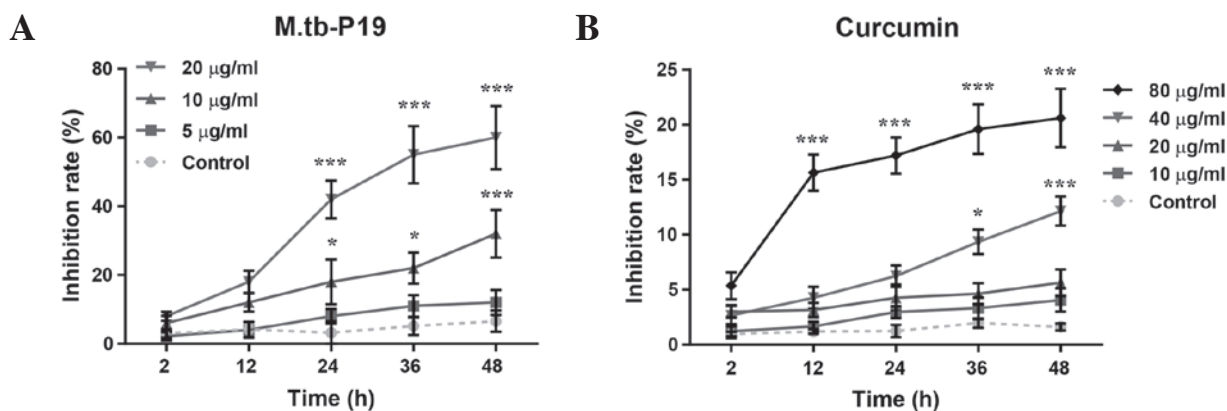 A
M.tb-P19
80
60
40
20
0
Inhibition rate (%)
20 μg/ml
10 μg/ml
5 μg/ml
Control
***
***
***
*
*
***
2 12 24 36 48
Time (h)
B
Curcumin
25
20
15
10
5
0
Inhibition rate (%)
***
***
***
***
*
***
80 μg/ml
40 μg/ml
20 μg/ml
10 μg/ml
Control
2 12 24 36 48
Time (h)